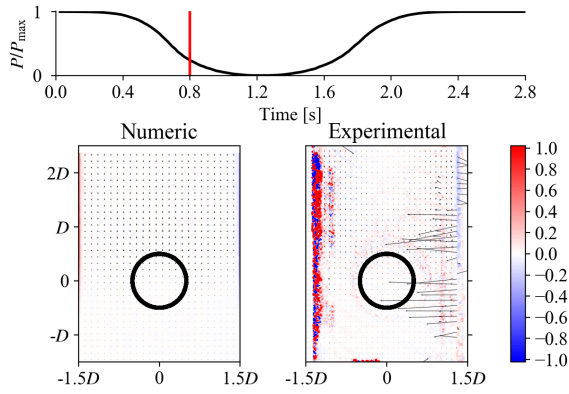 P/Pmax
1
0
0.0 0.4 0.8 1.2 1.6 2.0 2.4 2.8
Time [s]
Numeric Experimental
2D
D
0
-D
-1.5D 0 1.5D
-1.5D 0 1.5D
1.0
0.8
0.6
0.4
0.2
0.0
−0.2
−0.4
−0.6
−0.8
−1.0